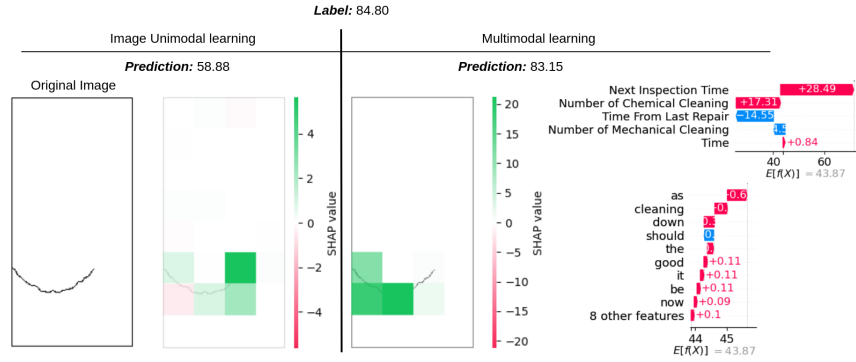 Label: 84.80
Image Unimodal learning
Multimodal learning
Prediction: 58.88
Prediction: 83.15
Original Image
4
2
0
−2
−4
SHAP value
20
15
10
5
0
−5
−10
−15
−20
SHAP value
Next Inspection Time +28.49
Number of Chemical Cleaning +17.31
Time From Last Repair −14.55
Number of Mechanical Cleaning
Time +0.84
40 60
E[f(X)] = 43.87
as
cleaning
down
should
the
good +0.11
it +0.11
be +0.11
now +0.09
8 other features +0.1
44 45
E[f(X)] = 43.87